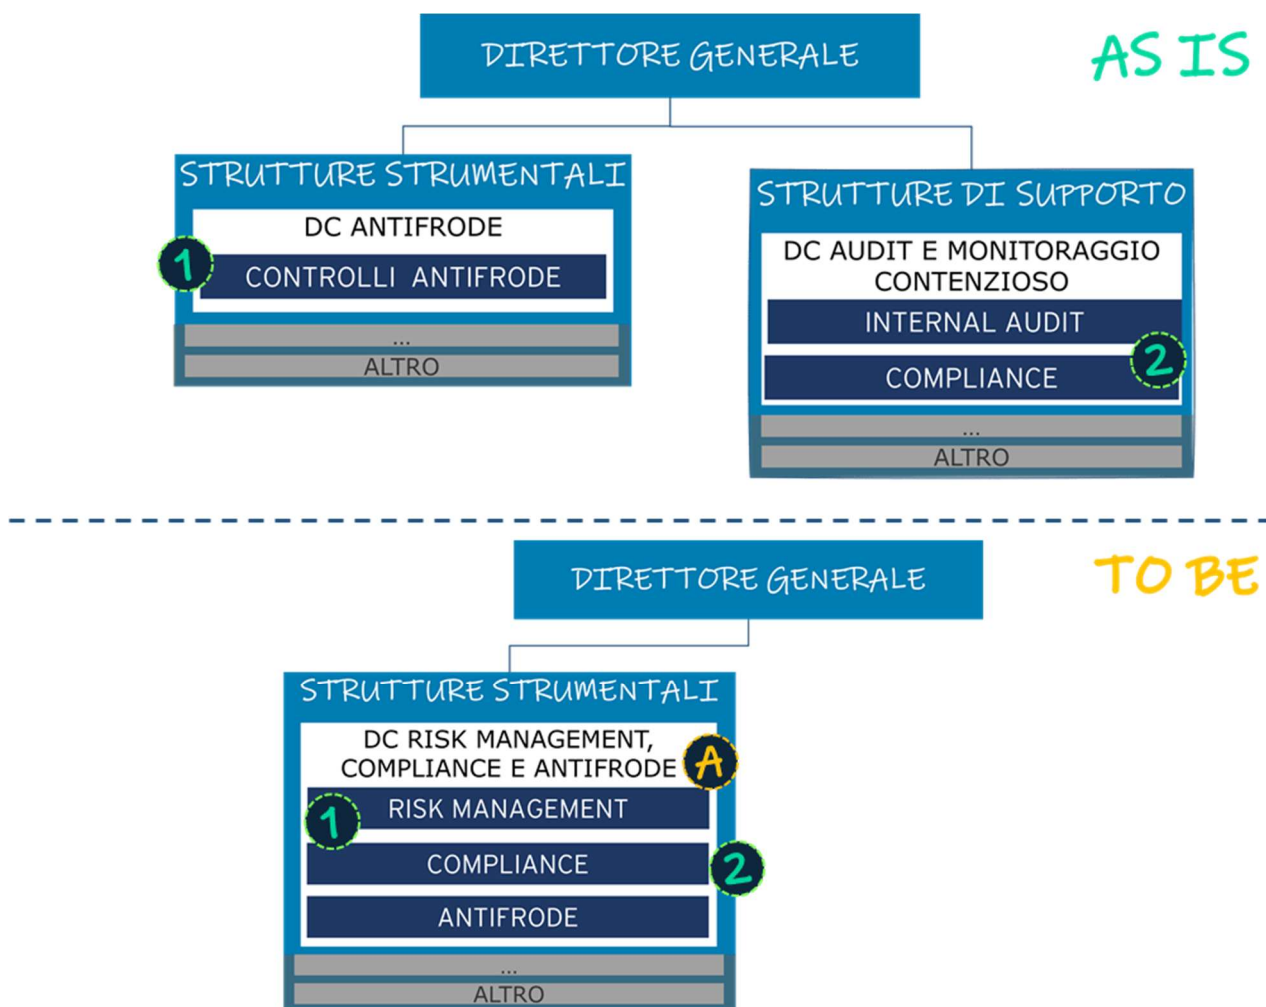 DIRETTORE GENERALE
AS IS
STRUTTURE STRUMENTALI
DC ANTIFRODE
1
CONTROLLI ANTIFRODE
...
ALTRO
STRUTTURE DI SUPPORTO
DC AUDIT E MONITORAGGIO
CONTENZIOSO
INTERNAL AUDIT
2
COMPLIANCE
...
ALTRO
DIRETTORE GENERALE
TO BE
STRUTTURE STRUMENTALI
DC RISK MANAGEMENT,
COMPLIANCE E ANTIFRODE
A
RISK MANAGEMENT
1
COMPLIANCE
2
ANTIFRODE
...
ALTRO